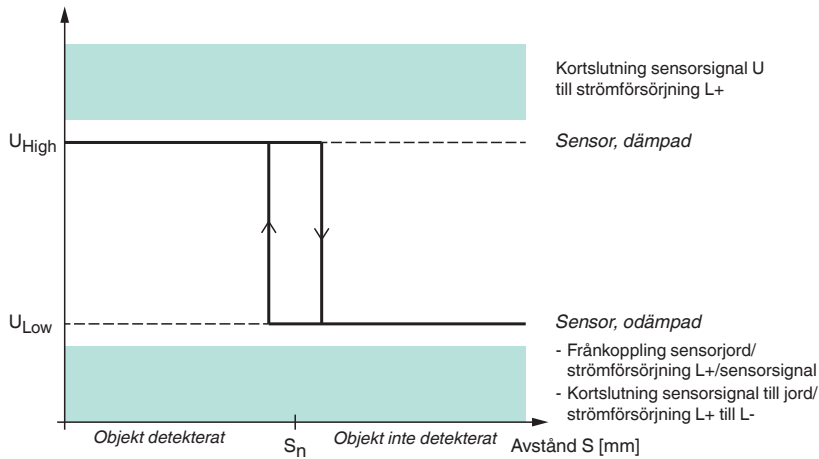 Kortslutning sensorsignal U
till strömförsörjning L+
UHigh
Sensor, dämpad
ULow
Sensor, odämpad
- Frånkoppling sensorjord/
strömförsörjning L+/sensorsignal
- Kortslutning sensorsignal till jord/
strömförsörjning L+ till L-
Objekt detekterat
Sn
Objekt inte detekterat
Avstånd S [mm]